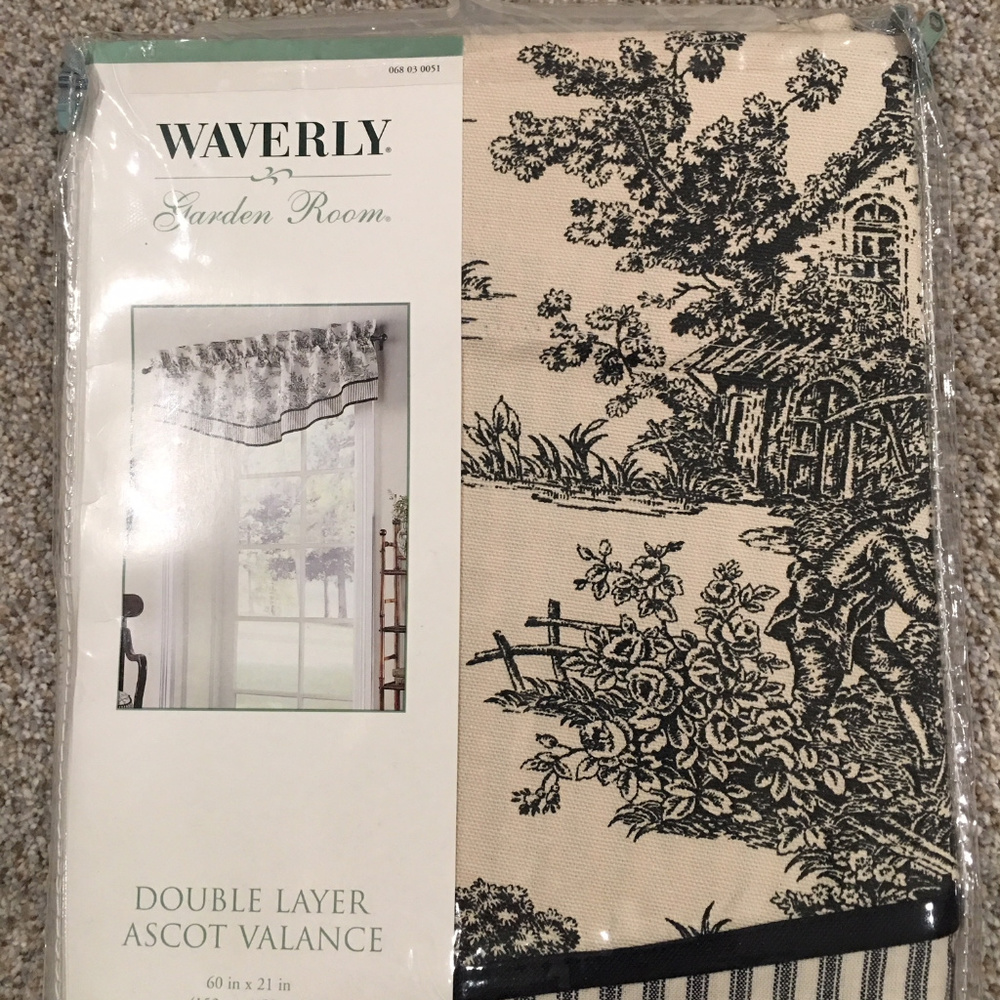 068 03 0051
WAVERLY®
Garden Room®
DOUBLE LAYER
ASCOT VALANCE
60 in x 21 in